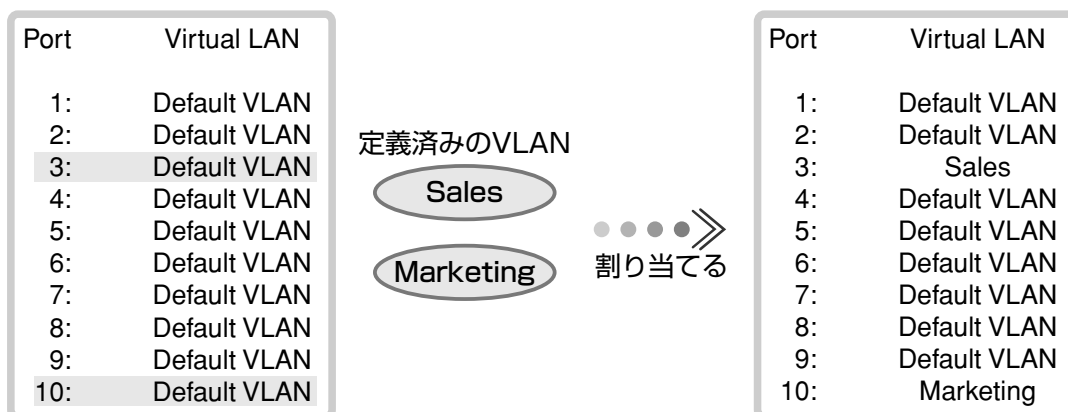 Port Virtual LAN
1: Default VLAN
2: Default VLAN
3: Default VLAN
4: Default VLAN
5: Default VLAN
6: Default VLAN
7: Default VLAN
8: Default VLAN
9: Default VLAN
10: Default VLAN
定義済みのVLAN
Sales
Marketing
割り当てる
Port Virtual LAN
1: Default VLAN
2: Default VLAN
3: Sales
4: Default VLAN
5: Default VLAN
6: Default VLAN
7: Default VLAN
8: Default VLAN
9: Default VLAN
10: Marketing